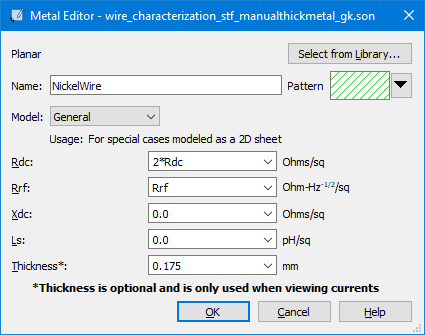 Metal Editor - wire_characterization_stf_manualthickmetal_gk.son
Planar Select from Library...
Name: NickelWire Pattern
Model: General
Usage: For special cases modeled as a 2D sheet
Rdc: 2*Rdc Ohms/sq
Rrf: Rrf Ohm-Hz^-1/2/sq
Xdc: 0.0 Ohms/sq
Ls: 0.0 pH/sq
Thickness*: 0.175 mm
*Thickness is optional and is only used when viewing currents
OK Cancel Help